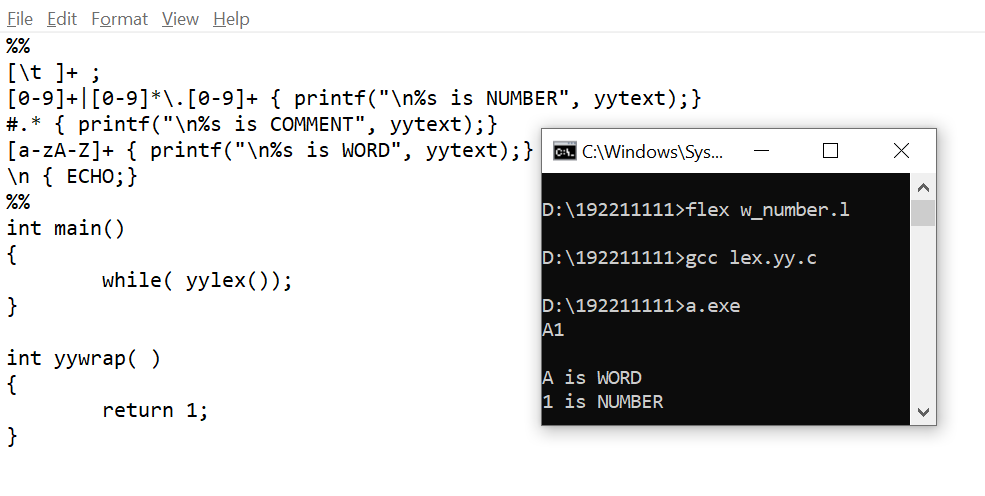 File Edit Format View Help
%%
[\t ]+ ;
[0-9]+|[0-9]*\.[0-9]+ { printf("\n%s is NUMBER", yytext);}
#.* { printf("\n%s is COMMENT", yytext);}
[a-zA-Z]+ { printf("\n%s is WORD", yytext);}
\n { ECHO;}
%%
int main()
{
        while( yylex());
}
int yywrap( )
{
        return 1;
}
C:\Windows\Sys...
D:\192211111>flex w_number.l
D:\192211111>gcc lex.yy.c
D:\192211111>a.exe
A1
A is WORD
1 is NUMBER